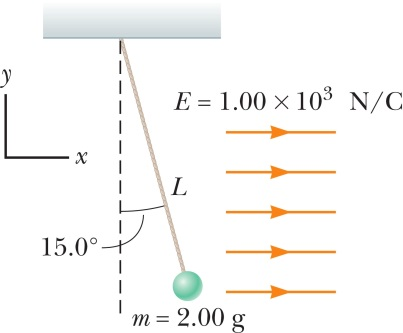 y
E = 1.00 × 10³ N/C
x
L
15.0°
m = 2.00 g